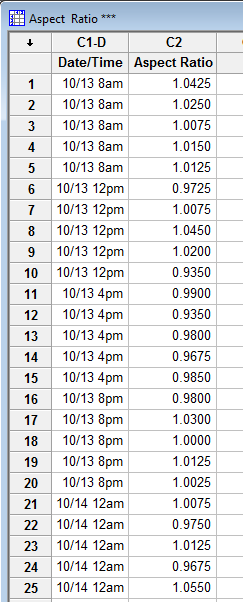 Aspect Ratio ***
↓ C1-D C2
Date/Time Aspect Ratio
1 10/13 8am 1.0425
2 10/13 8am 1.0250
3 10/13 8am 1.0075
4 10/13 8am 1.0150
5 10/13 8am 1.0125
6 10/13 12pm 0.9725
7 10/13 12pm 1.0075
8 10/13 12pm 1.0450
9 10/13 12pm 1.0200
10 10/13 12pm 0.9350
11 10/13 4pm 0.9900
12 10/13 4pm 0.9350
13 10/13 4pm 0.9800
14 10/13 4pm 0.9675
15 10/13 4pm 0.9850
16 10/13 8pm 0.9800
17 10/13 8pm 1.0300
18 10/13 8pm 1.0000
19 10/13 8pm 1.0125
20 10/13 8pm 1.0025
21 10/14 12am 1.0075
22 10/14 12am 0.9750
23 10/14 12am 1.0125
24 10/14 12am 0.9675
25 10/14 12am 1.0550